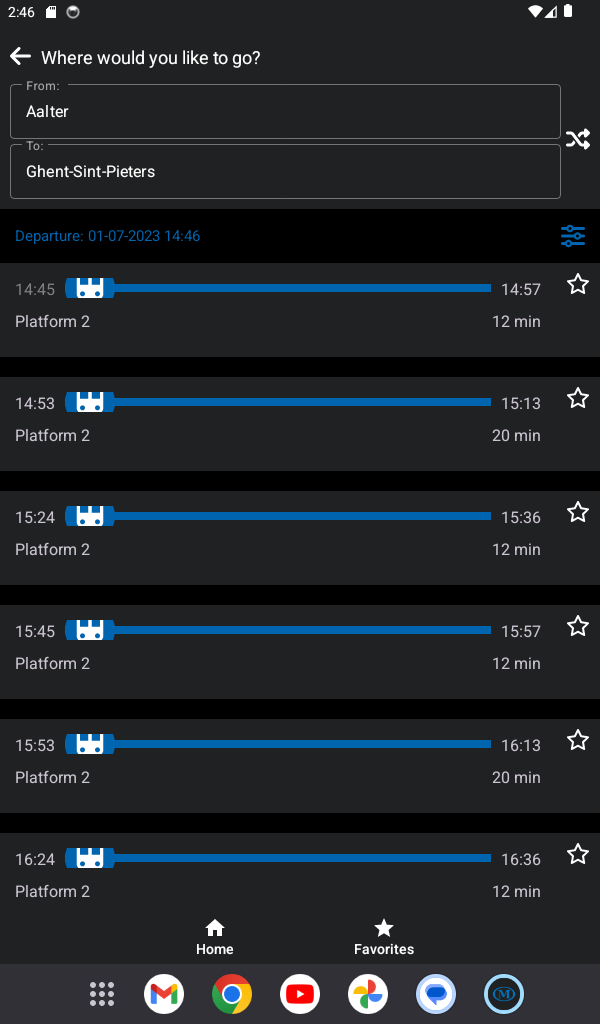 2:46
Where would you like to go?
From:
Aalter
To:
Ghent-Sint-Pieters
Departure: 01-07-2023 14:46
14:45 14:57
Platform 2 12 min
14:53 15:13
Platform 2 20 min
15:24 15:36
Platform 2 12 min
15:45 15:57
Platform 2 12 min
15:53 16:13
Platform 2 20 min
16:24 16:36
Platform 2 12 min
Home Favorites
M